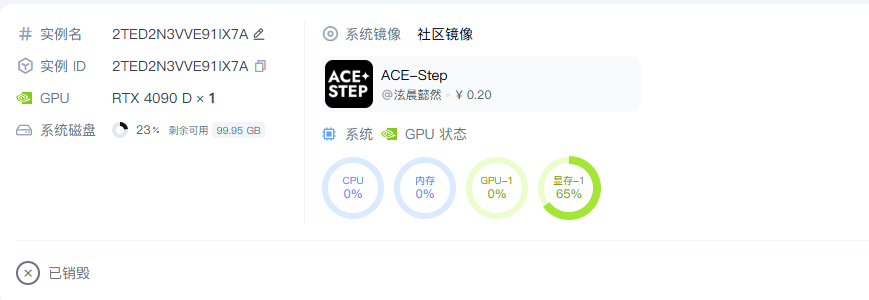 实例名 2TED2N3VVE91IX7A
实例 ID 2TED2N3VVE91IX7A
GPU RTX 4090 D × 1
系统磁盘 23% 剩余可用 99.95 GB
系统镜像 社区镜像
ACE STEP
ACE-Step
@泫晨懿然 ¥ 0.20
系统 GPU 状态
CPU 0%
内存 0%
GPU-1 0%
显存-1 65%
已销毁